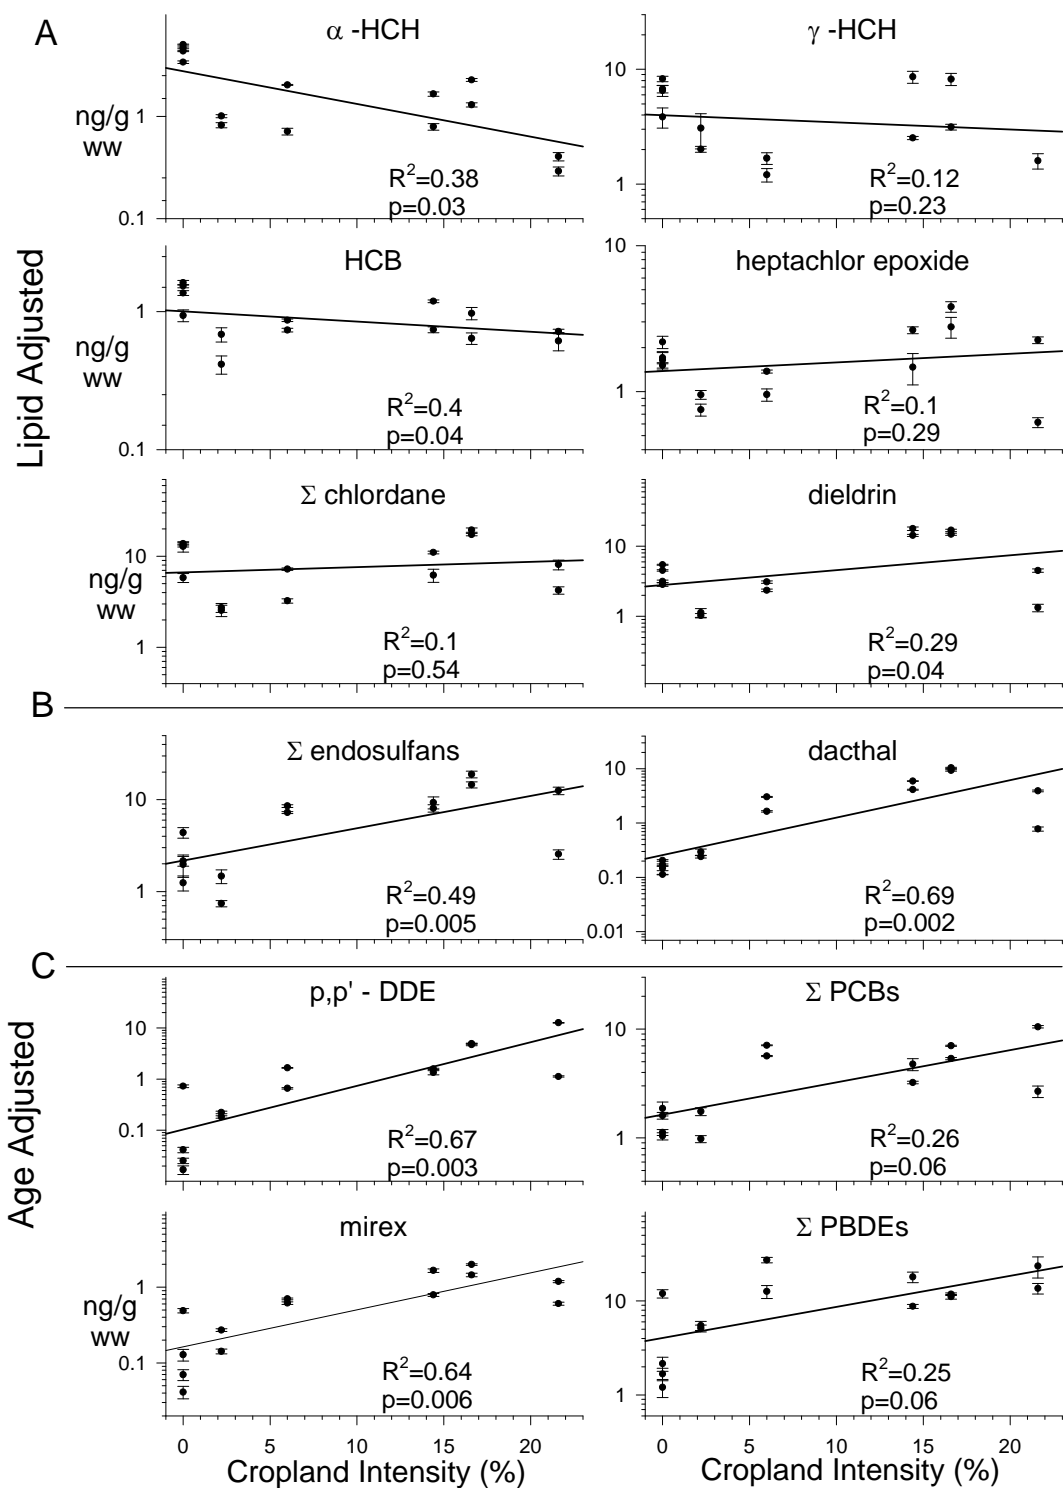 A
α -HCH
γ -HCH
10
ng/g
ww
1
R²=0.38
p=0.03
R²=0.12
p=0.23
1
0.1
Lipid Adjusted
HCB
heptachlor epoxide
10
1
ng/g
ww
R²=0.4
p=0.04
1
R²=0.1
p=0.29
0.1
Σ chlordane
dieldrin
10
10
ng/g
ww
1
1
R²=0.1
p=0.54
R²=0.29
p=0.04
B
Σ endosulfans
dacthal
10
10
1
1
0.1
0.01
R²=0.49
p=0.005
R²=0.69
p=0.002
C
Age Adjusted
p,p' - DDE
Σ PCBs
10
10
1
0.1
1
R²=0.67
p=0.003
R²=0.26
p=0.06
mirex
Σ PBDEs
1
ng/g
ww
10
0.1
1
R²=0.64
p=0.006
R²=0.25
p=0.06
0 5 10 15 20
0 5 10 15 20
Cropland Intensity (%)
Cropland Intensity (%)